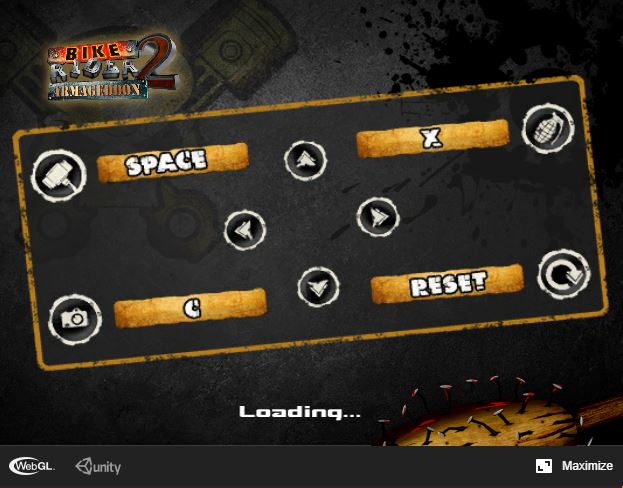 BIKE
RIDER 2
ARMAGEDDON
SPACE
X
C
RESET
Loading...
WebGL
unity
Maximize